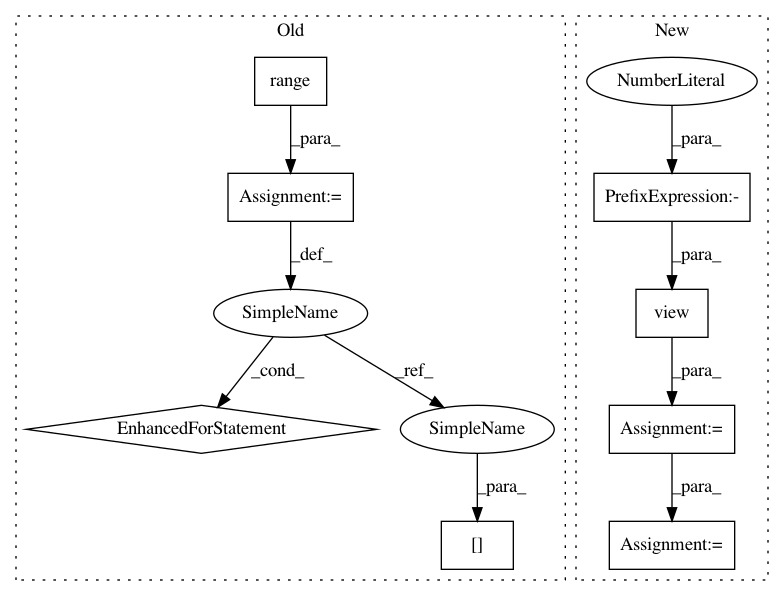 Old
New
range
NumberLiteral
_para_
_para_
Assignment:=
PrefixExpression:-
_def_
_para_
SimpleName
view
_cond_
_ref_
_para_
EnhancedForStatement
SimpleName
Assignment:=
_para_
_para_
[]
Assignment:=